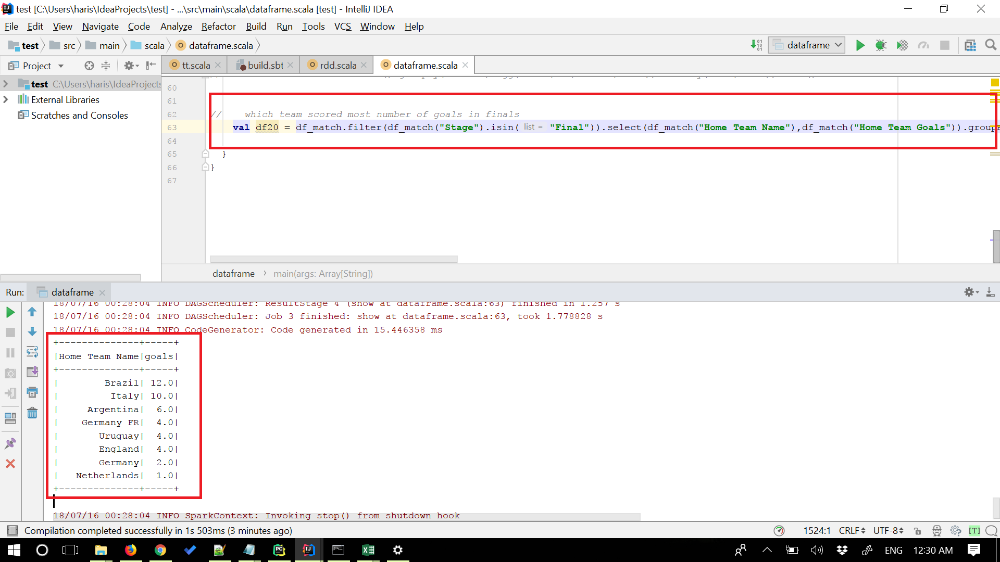 test [C:\Users\haris\IdeaProjects\test] - ...\src\main\scala\dataframe.scala [test] - IntelliJ IDEA
File Edit View Navigate Code Analyze Refactor Build Run Tools VCS Window Help
test src main scala dataframe.scala dataframe
Project tt.scala build.sbt rdd.scala dataframe.scala
test C:\Users\haris\IdeaProjects
External Libraries
Scratches and Consoles
60
61
62 // which team scored most number of goals in finals
63 val df20 = df_match.filter(df_match("Stage").isin( list = "Final")).select(df_match("Home Team Name"),df_match("Home Team Goals")).group
64
65 }
66 }
67
dataframe main(args: Array[String])
Run: dataframe
18/07/16 00:28:04 INFO DAGScheduler: ResultStage 4 (show at dataframe.scala:63) finished in 1.257 s
18/07/16 00:28:04 INFO DAGScheduler: Job 3 finished: show at dataframe.scala:63, took 1.778828 s
18/07/16 00:28:04 INFO CodeGenerator: Code generated in 15.446358 ms
+--------------+-----+
|Home Team Name|goals|
+--------------+-----+
| Brazil| 12.0|
| Italy| 10.0|
| Argentina| 6.0|
| Germany FR| 4.0|
| Uruguay| 4.0|
| England| 4.0|
| Germany| 2.0|
| Netherlands| 1.0|
+--------------+-----+
18/07/16 00:28:04 INFO SparkContext: Invoking stop() from shutdown hook
Compilation completed successfully in 1s 503ms (3 minutes ago) 1524:1 CRLF UTF-8 [T]
ENG 12:30 AM